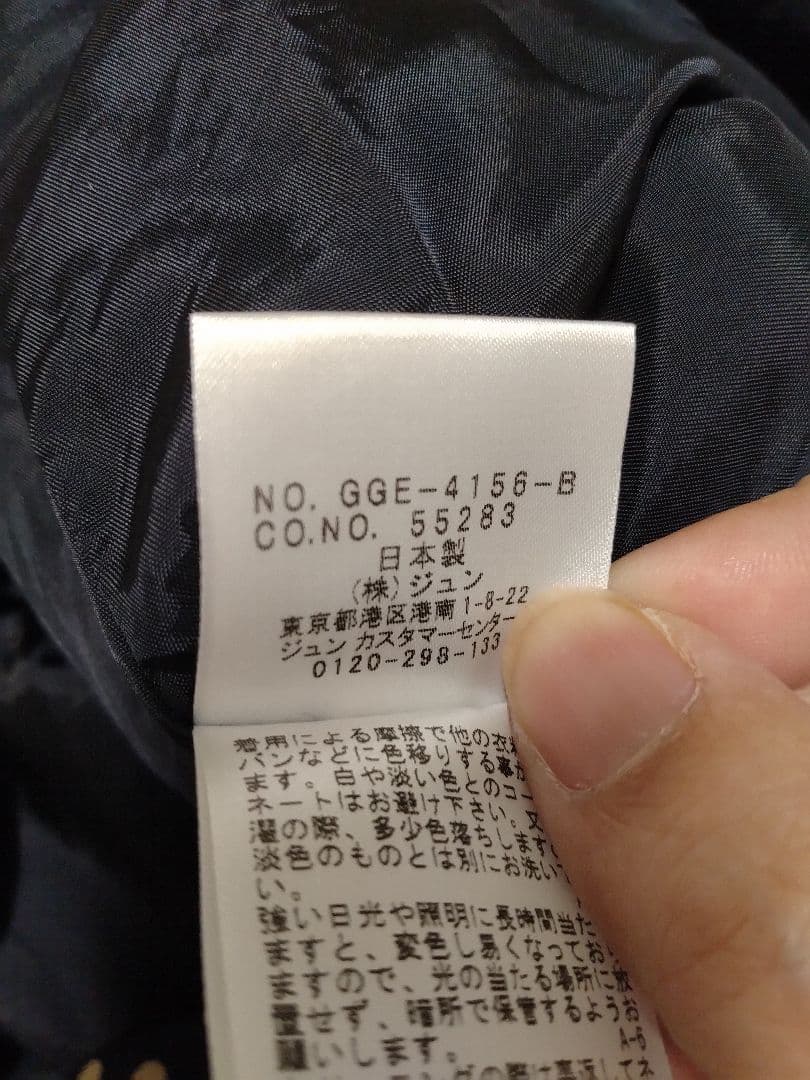 NO. GGE-4156-B
CO.NO. 55283
日本製
(株)ジュン
東京都港区港南1-8-22
ジュン カスタマーセンター
0120-298-133
着用による摩擦で他の衣
バンなどに色移りする事が
ます。白や淡い色とのコー
ネートはお避け下さい。又
濯の際、多少色落ちします
淡色のものとは別にお洗い
い。
強い日光や照明に長時間当た
ますと、変色し易くなってお
ますので、光の当たる場所に放
置せず、暗所で保管するようお
願いします。
A-6